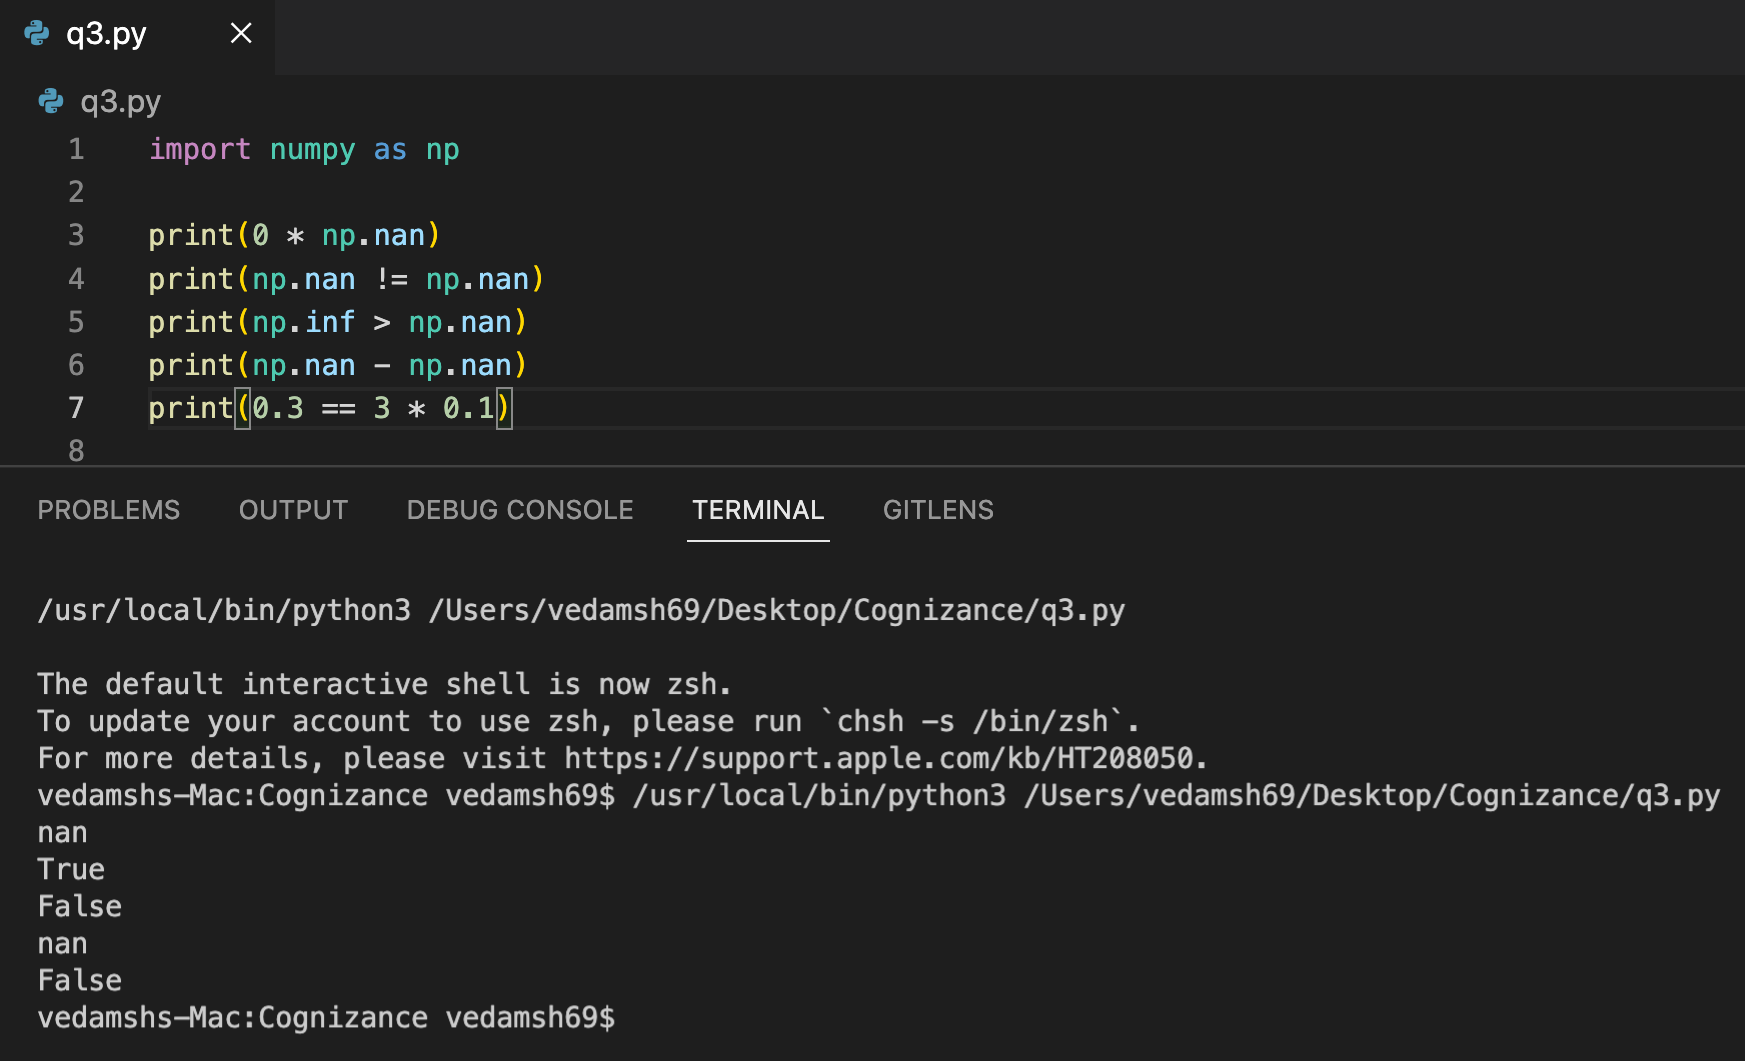 q3.py
q3.py
1 import numpy as np
2
3 print(0 * np.nan)
4 print(np.nan != np.nan)
5 print(np.inf > np.nan)
6 print(np.nan - np.nan)
7 print(0.3 == 3 * 0.1)
8
PROBLEMS OUTPUT DEBUG CONSOLE TERMINAL GITLENS
/usr/local/bin/python3 /Users/vedamsh69/Desktop/Cognizance/q3.py
The default interactive shell is now zsh.
To update your account to use zsh, please run `chsh -s /bin/zsh`.
For more details, please visit https://support.apple.com/kb/HT208050.
vedamshs-Mac:Cognizance vedamsh69$ /usr/local/bin/python3 /Users/vedamsh69/Desktop/Cognizance/q3.py
nan
True
False
nan
False
vedamshs-Mac:Cognizance vedamsh69$